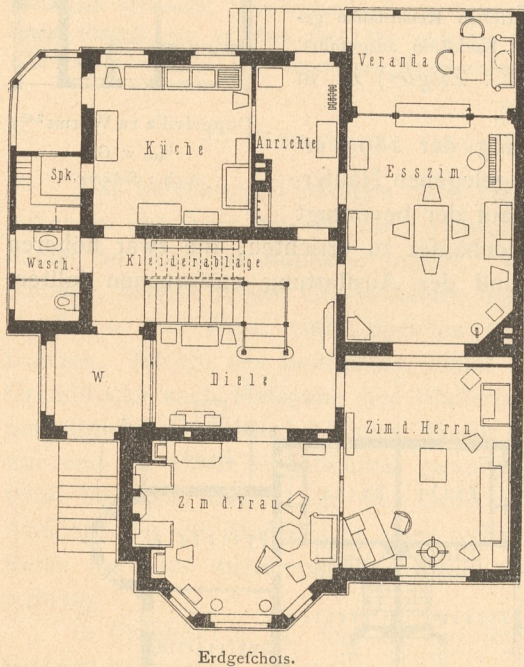 Veranda
Küche
Anrichte
Esszim
Spk.
Wasch.
Kleiderablage
W
Diele
Zim.d.Herrn
Zim d.Frau
Erdgeſchoſs.